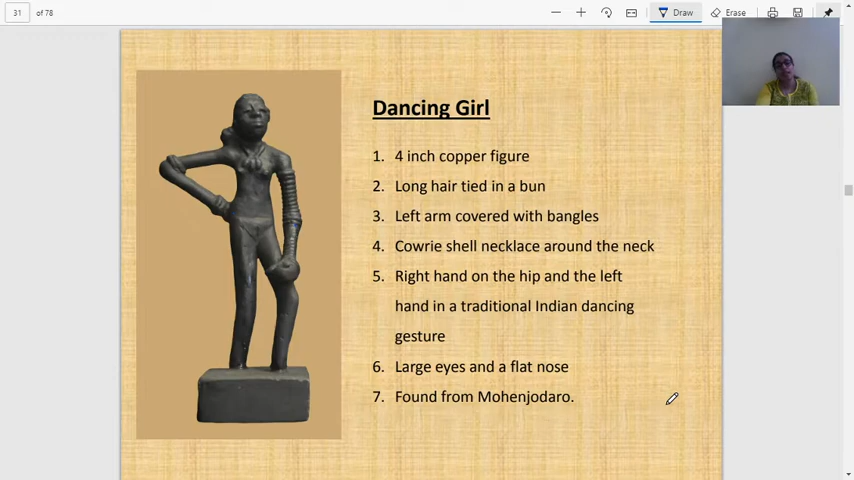 31 of 78
Draw
Erase
Dancing Girl
1. 4 inch copper figure
2. Long hair tied in a bun
3. Left arm covered with bangles
4. Cowrie shell necklace around the neck
5. Right hand on the hip and the left
hand in a traditional Indian dancing
gesture
6. Large eyes and a flat nose
7. Found from Mohenjodaro.